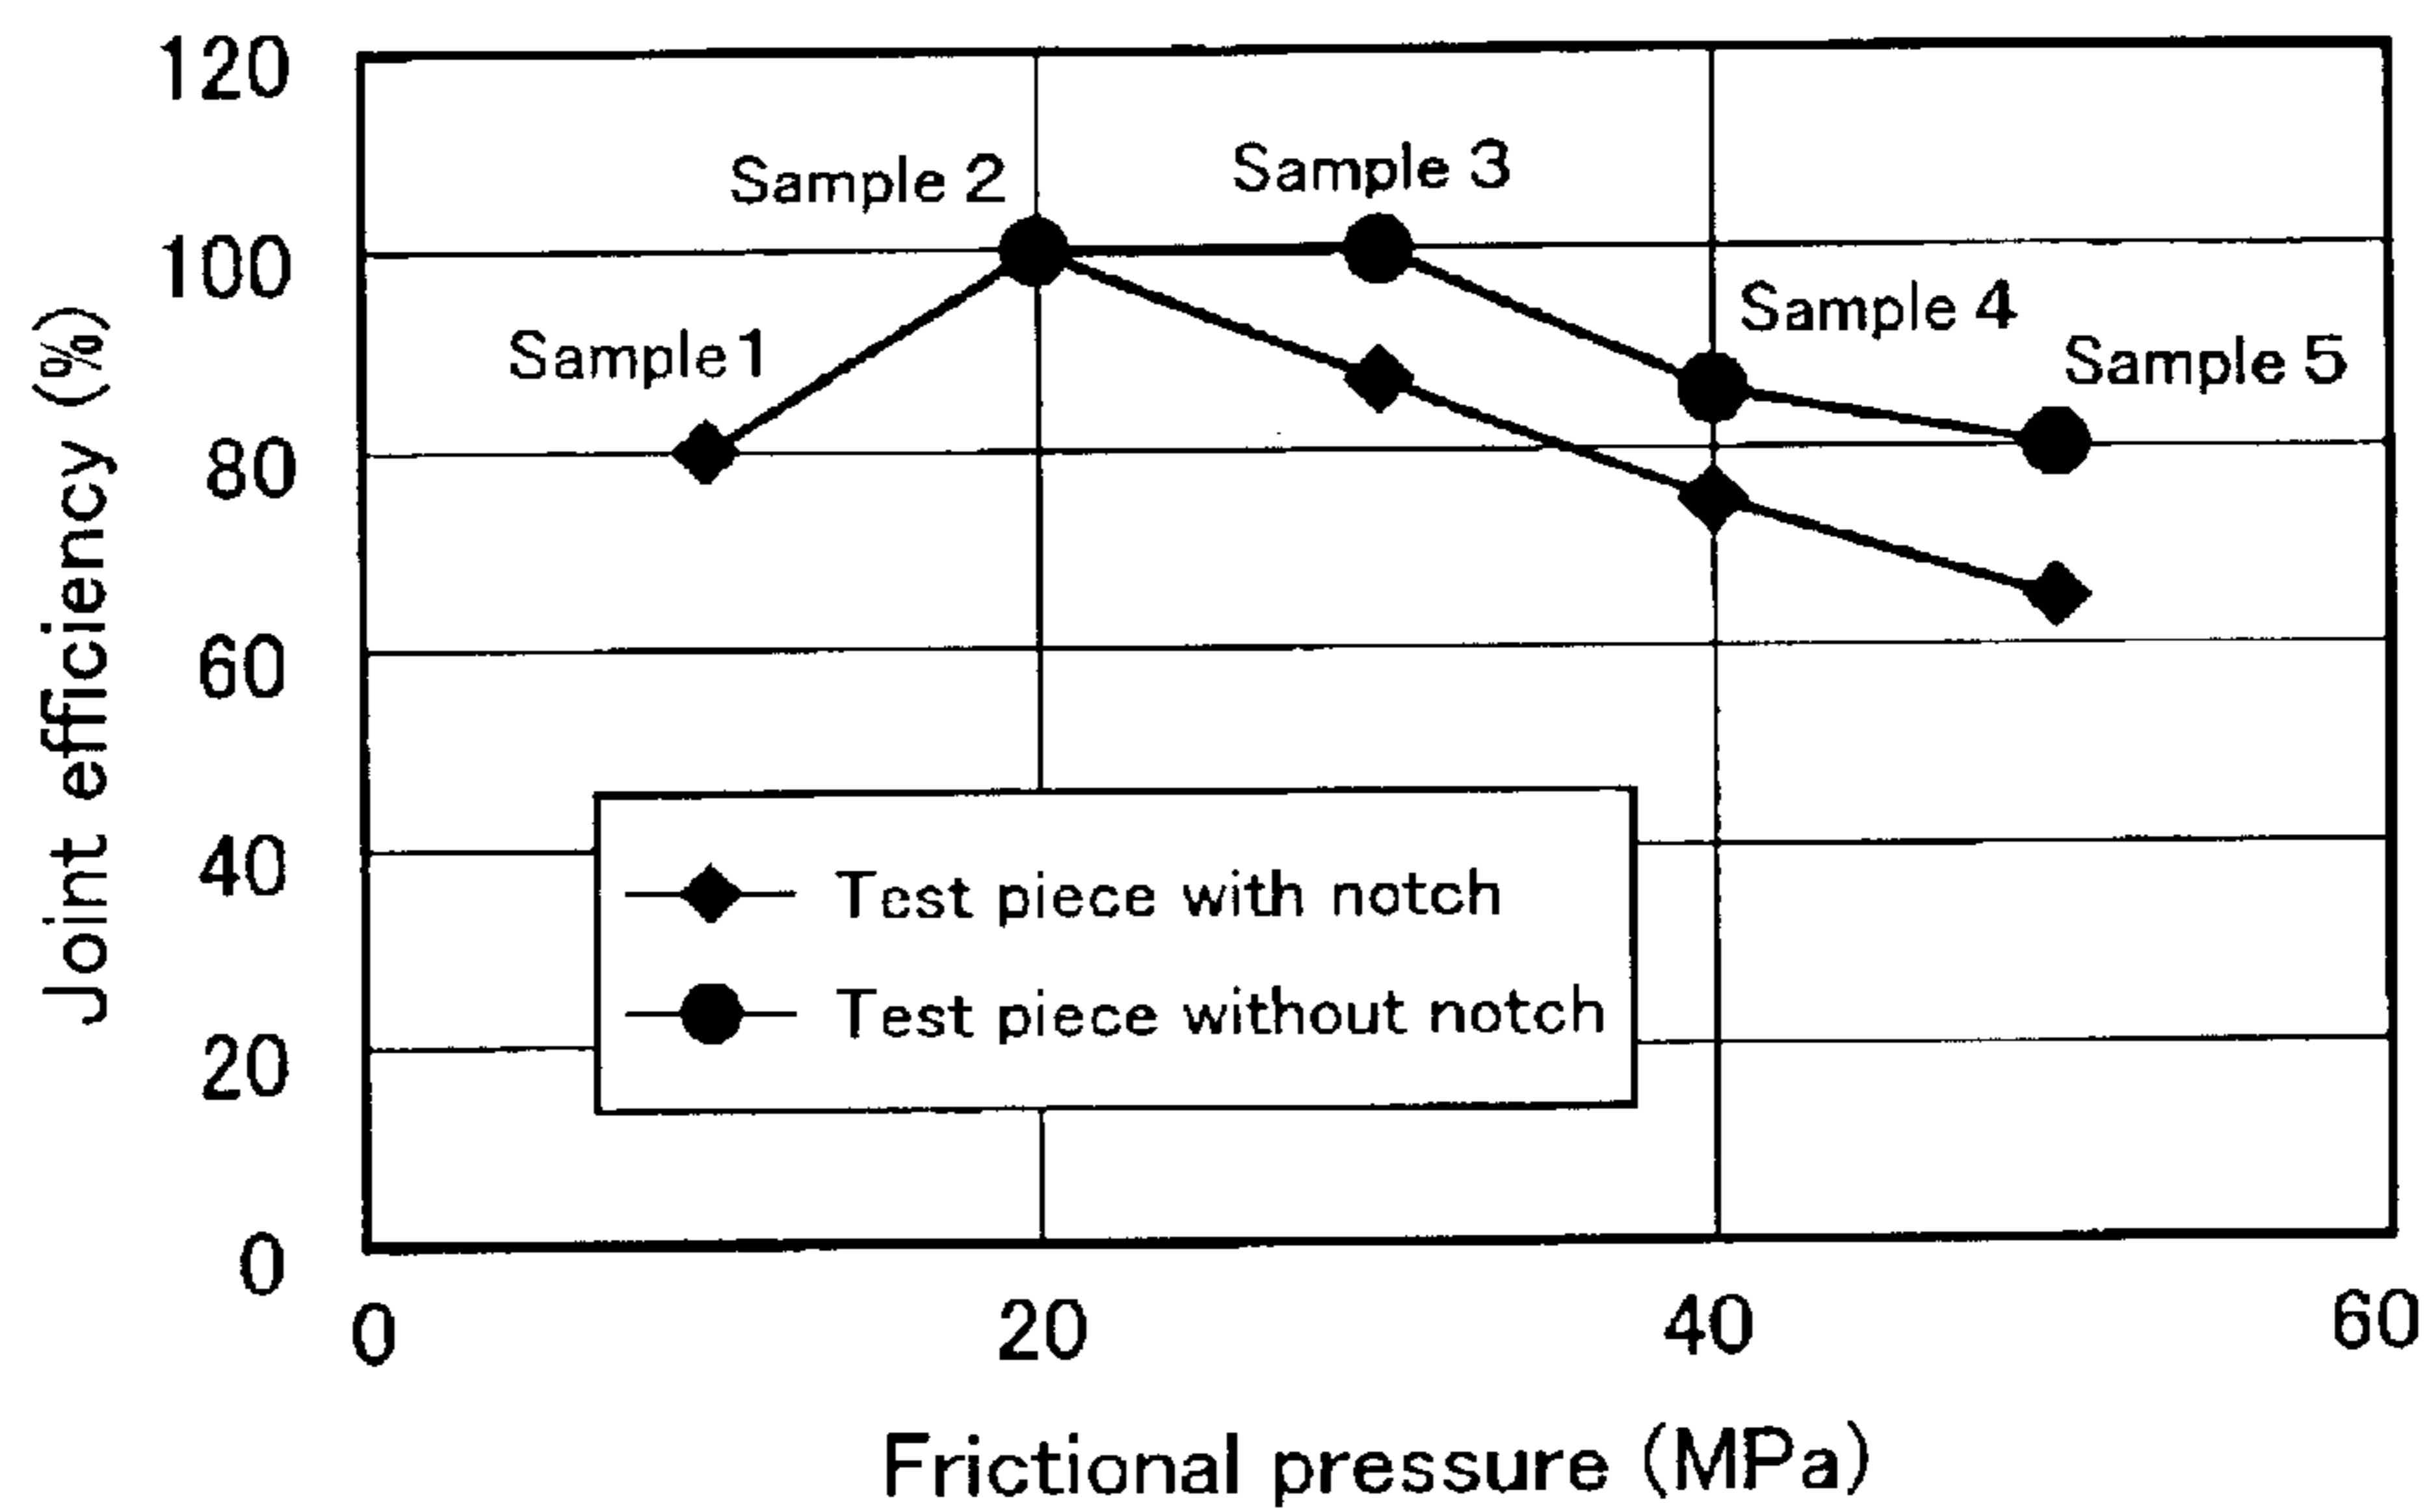 120
100
80
60
40
20
0
Joint efficiency (%)
Sample 1
Sample 2
Sample 3
Sample 4
Sample 5
Test piece with notch
Test piece without notch
0
20
40
60
Frictional pressure (MPa)